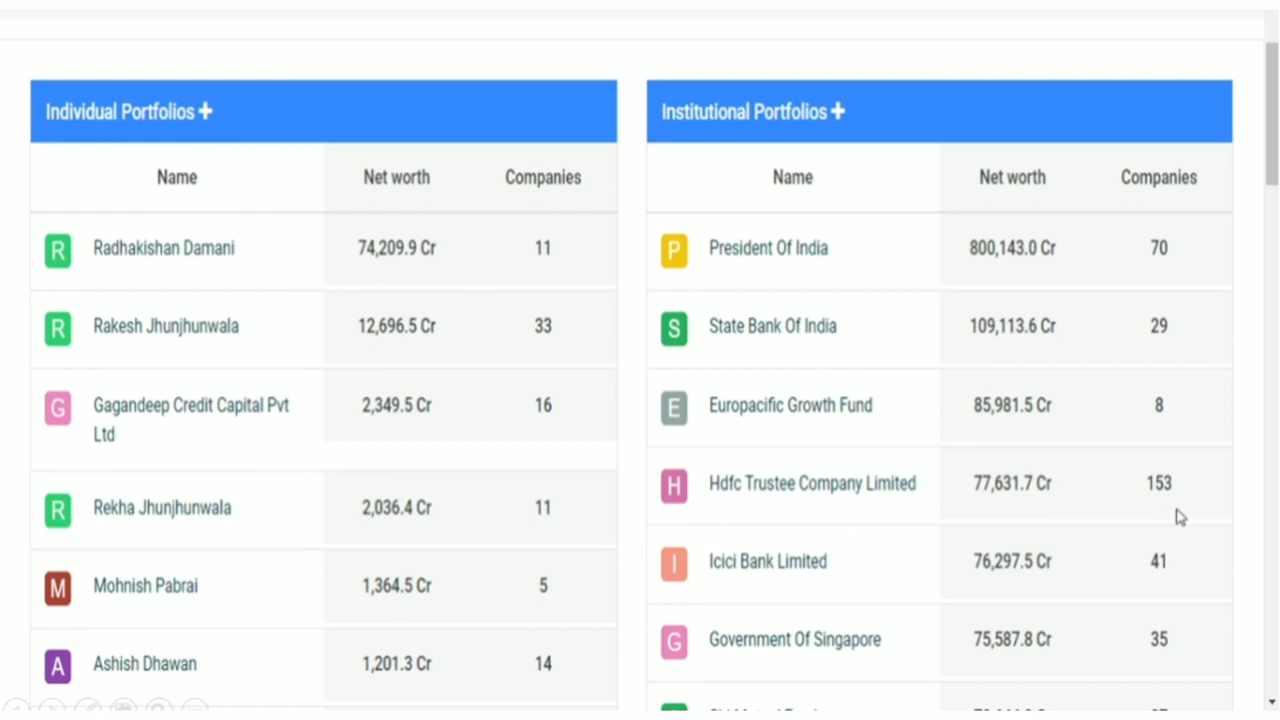 Individual Portfolios +
Name Net worth Companies
R Radhakishan Damani 74,209.9 Cr 11
R Rakesh Jhunjhunwala 12,696.5 Cr 33
G Gagandeep Credit Capital Pvt 2,349.5 Cr 16
Ltd
R Rekha Jhunjhunwala 2,036.4 Cr 11
M Mohnish Pabrai 1,364.5 Cr 5
A Ashish Dhawan 1,201.3 Cr 14
Institutional Portfolios +
Name Net worth Companies
P President Of India 800,143.0 Cr 70
S State Bank Of India 109,113.6 Cr 29
E Europacific Growth Fund 85,981.5 Cr 8
H Hdfc Trustee Company Limited 77,631.7 Cr 153
I Icici Bank Limited 76,297.5 Cr 41
G Government Of Singapore 75,587.8 Cr 35